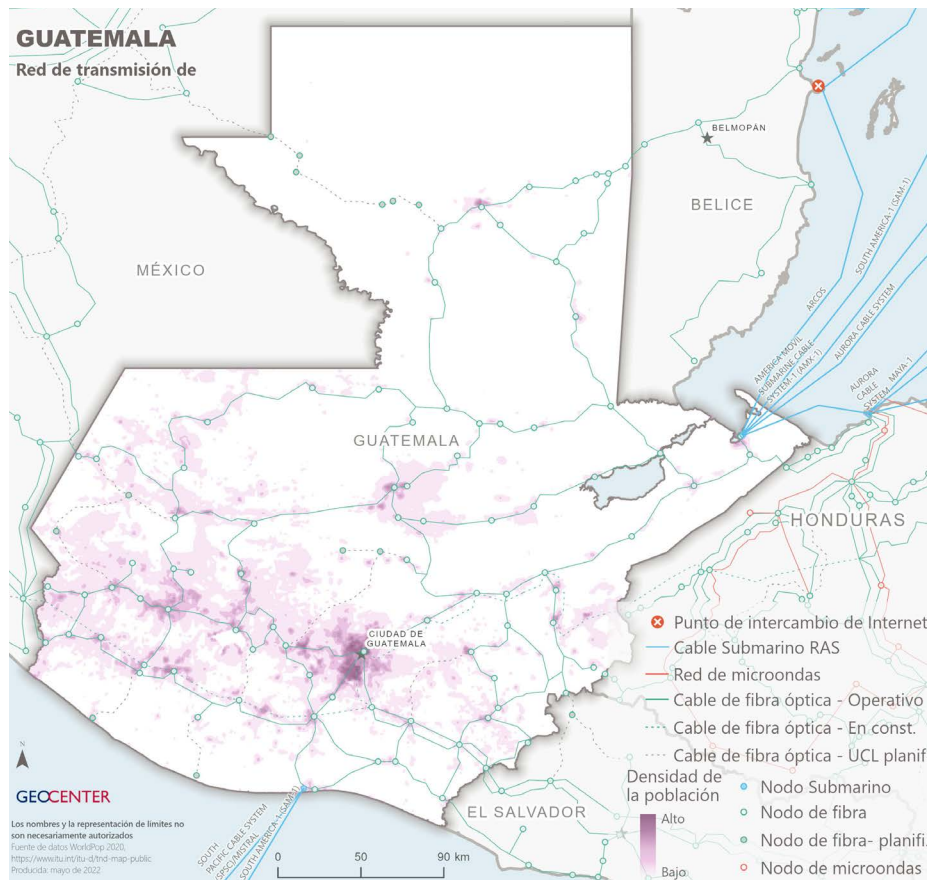 GUATEMALA
Red de transmisión de
BELMOPÁN
BELICE
MÉXICO
SOUTH AMERICA-1 (SAM-1)
ARCOS
AURORA CABLE SYSTEM
AMERICA MOVIL
SUBMARINE CABLE
SYSTEM-1 (AMX-1)
AURORA
CABLE
SYSTEM
MAYA-1
GUATEMALA
HONDURAS
CIUDAD DE
GUATEMALA
EL SALVADOR
Punto de intercambio de Internet
Cable Submarino RAS
Red de microondas
Cable de fibra óptica - Operativo
Cable de fibra óptica - En const.
Cable de fibra óptica - UCL planif
Densidad de
la población
Alto
Bajo
Nodo Submarino
Nodo de fibra
Nodo de fibra- planifi.
Nodo de microondas
N
GEOCENTER
Los nombres y la representación de límites no
son necesariamente autorizados
Fuente de datos WorldPop 2020,
https://www.itu.int/itu-d/tnd-map-public
Producida: mayo de 2022
SOUTH
PACIFIC CABLE SYSTEM
(SPSC)/MISTRAL
SOUTH AMERICA-1 (SAM-1)
0 50 90 km